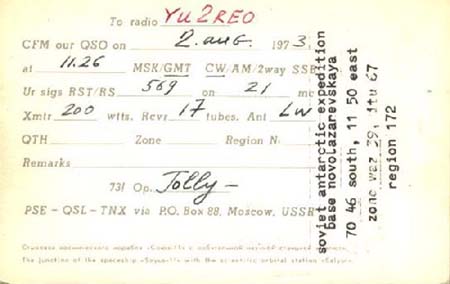 To radio YU2REO
CFM our QSO on 2. aug. 1973.
at 11.26 MSK/GMT CW/AM/2way SSB
Ur sigs RST/RS 569 on 21 mc
Xmtr 200 wtts. Rcvr 17 tubes. Ant LW
QTH Zone Region N.
Remarks
73! Op. Jolly-
PSE - QSL - TNX via P.O. Box 88, Moscow, USSR
The junction of the spaceship «Soyuz» with the scientific orbital station «Salyut»
soviet antarctic expedition
base novolazarevskaya
70 46 south, 11 50 east
zone waz 39, itu 67
region 172